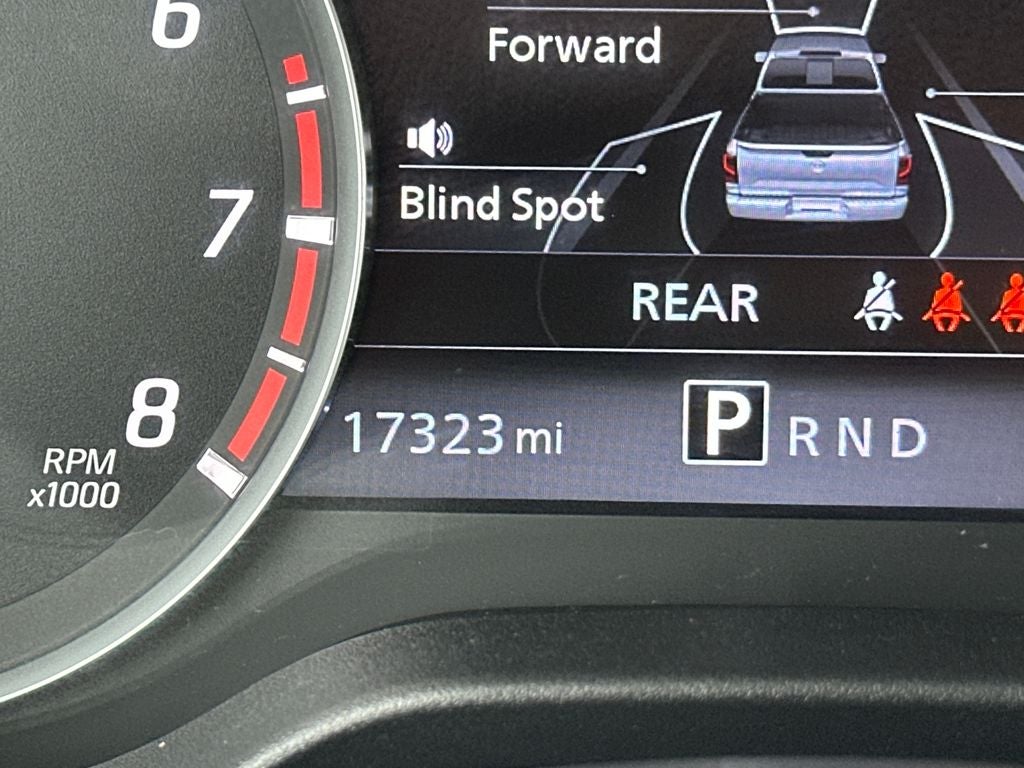 6
Forward
7
Blind Spot
REAR
8
17323 mi
P R N D
RPM
x1000